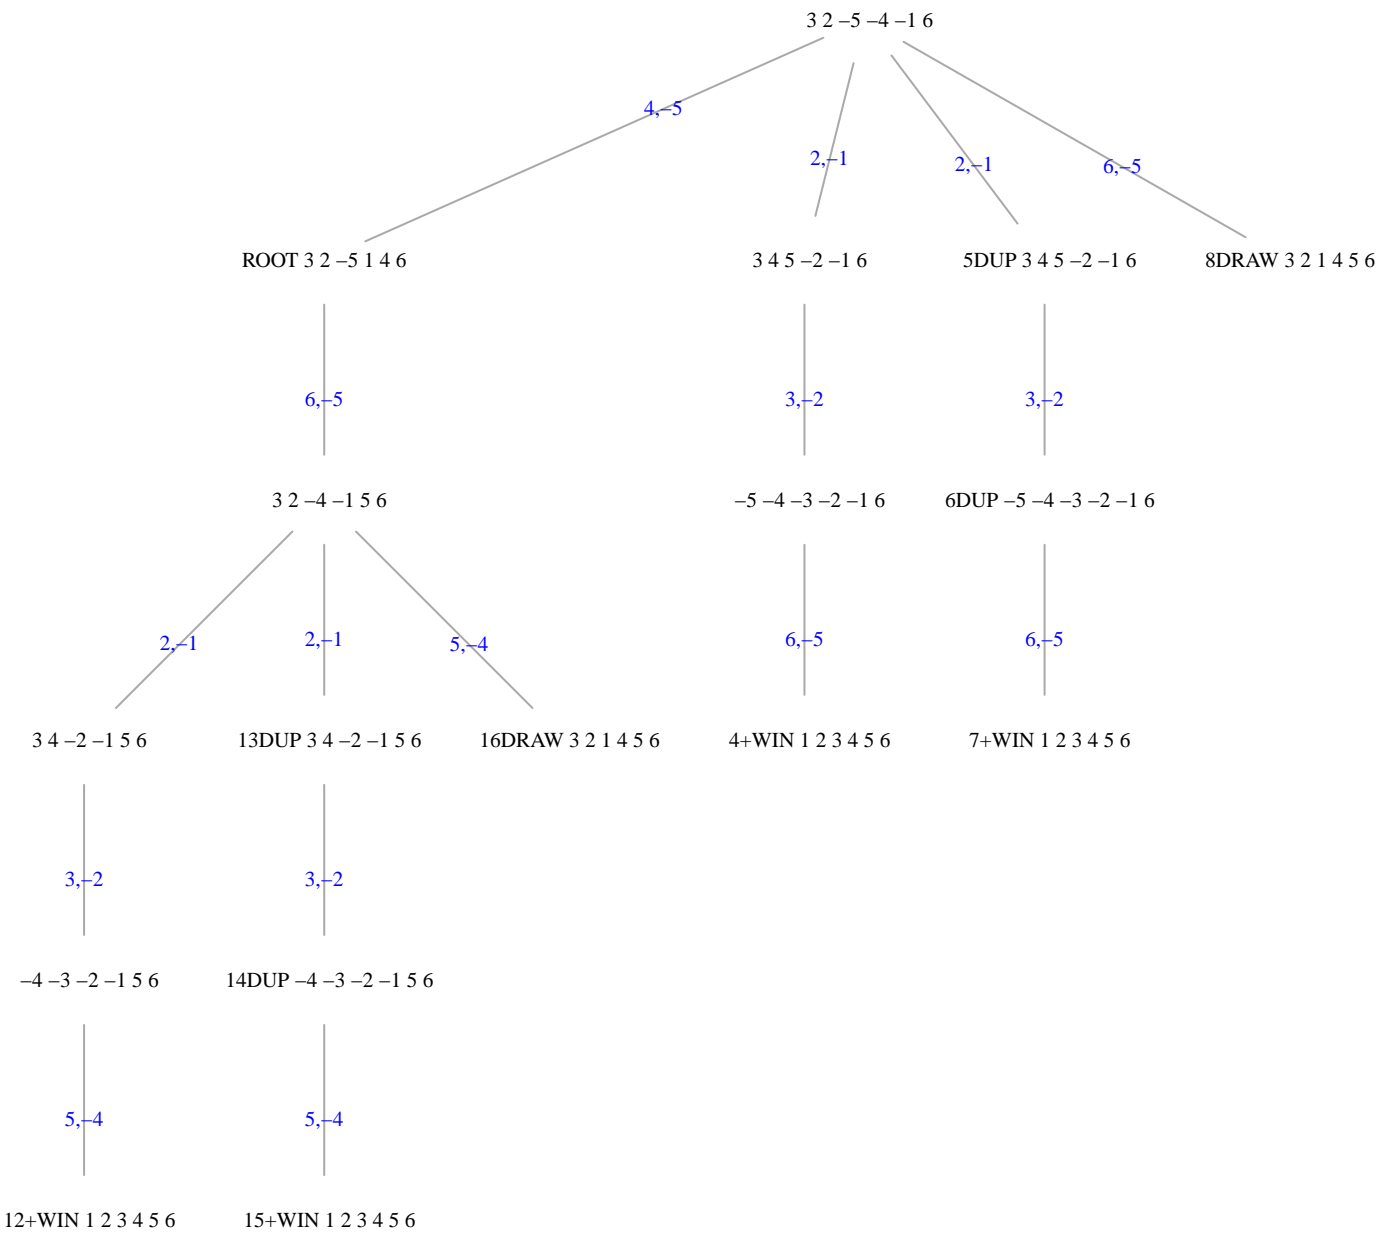 3 2 –5 –4 –1 6
4,–5
2,–1
2,–1
6,–5
ROOT 3 2 –5 1 4 6
3 4 5 –2 –1 6
5DUP 3 4 5 –2 –1 6
8DRAW 3 2 1 4 5 6
6,–5
3,–2
3,–2
3 2 –4 –1 5 6
–5 –4 –3 –2 –1 6
6DUP –5 –4 –3 –2 –1 6
2,–1
2,–1
5,–4
6,–5
6,–5
3 4 –2 –1 5 6
13DUP 3 4 –2 –1 5 6
16DRAW 3 2 1 4 5 6
4+WIN 1 2 3 4 5 6
7+WIN 1 2 3 4 5 6
3,–2
3,–2
–4 –3 –2 –1 5 6
14DUP –4 –3 –2 –1 5 6
5,–4
5,–4
12+WIN 1 2 3 4 5 6
15+WIN 1 2 3 4 5 6